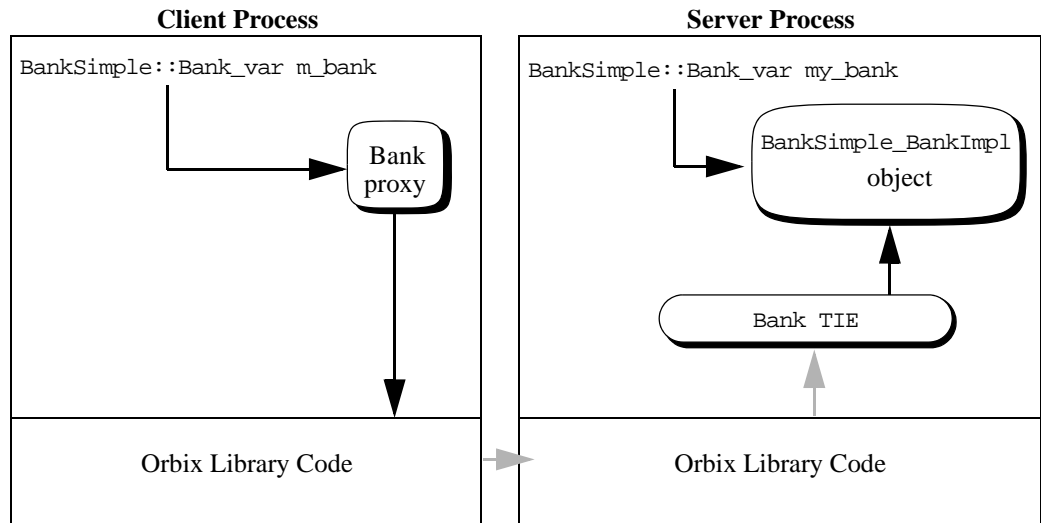 Client Process
BankSimple::Bank_var m_bank
Bank
proxy
Orbix Library Code
Server Process
BankSimple::Bank_var my_bank
BankSimple_BankImpl
object
Bank TIE
Orbix Library Code